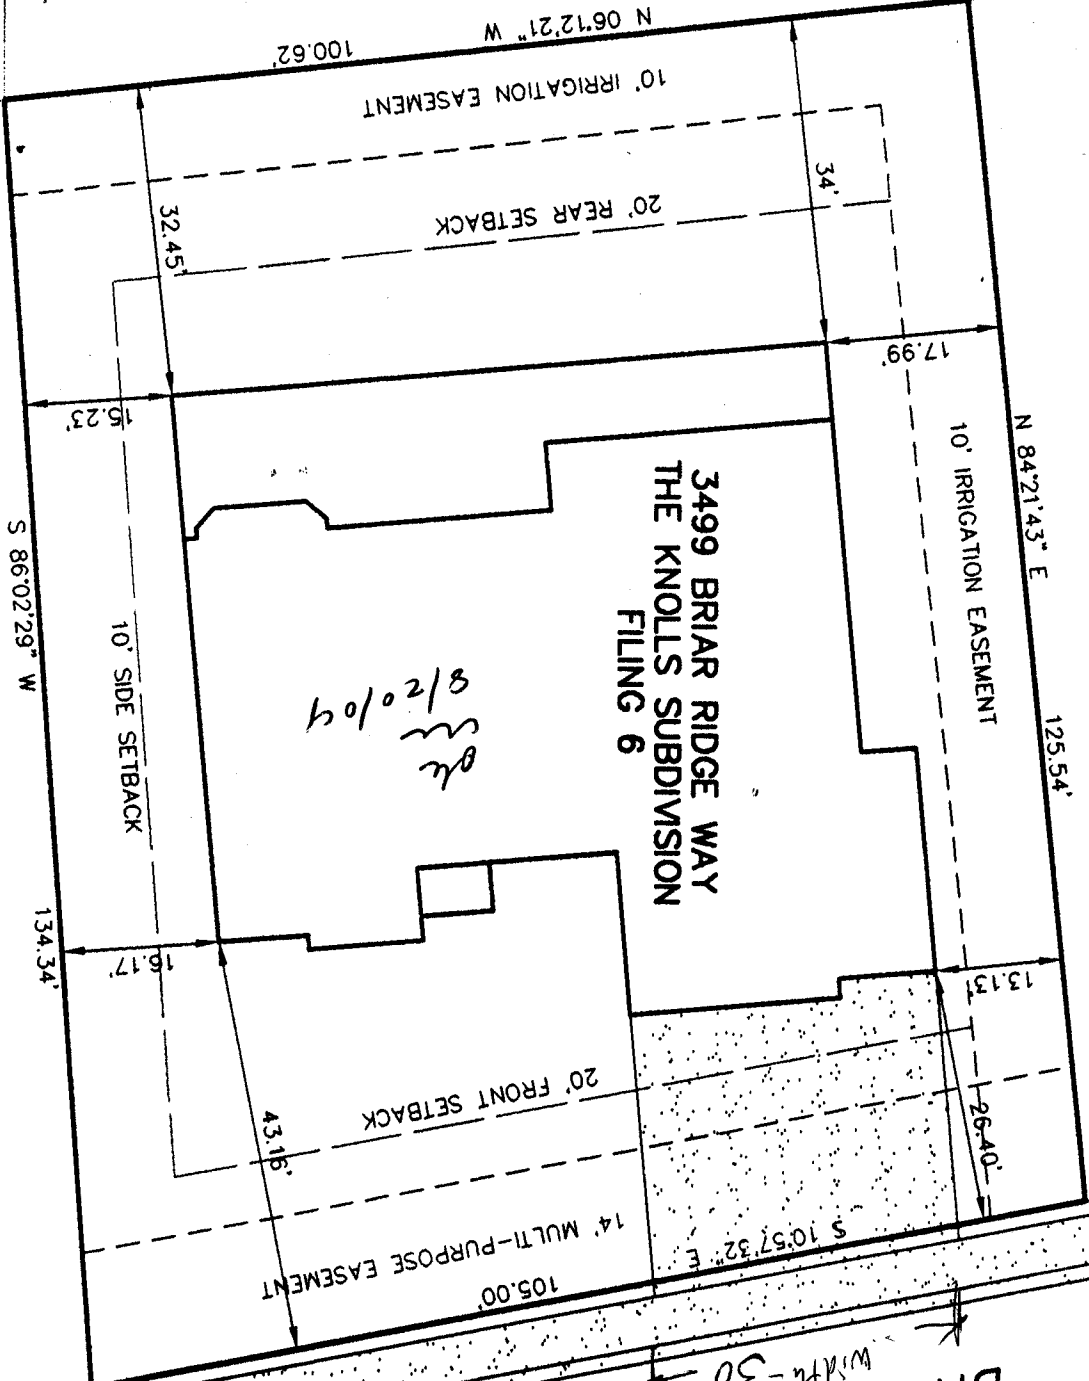 N 06°12'21" W
100.62'
10' IRRIGATION EASEMENT
20' REAR SETBACK
32.45'
34'
17.99'
15.23'
N 84°21'43" E
125.54'
10' IRRIGATION EASEMENT
3499 BRIAR RIDGE WAY
THE KNOLLS SUBDIVISION
FILING 6
8/20/04
S 86°02'29" W
134.34'
10' SIDE SETBACK
16.17'
13.13'
20' FRONT SETBACK
43.16'
26.40'
14' MULTI-PURPOSE EASEMENT
S 10°57'32" E
105.00'
width - 30